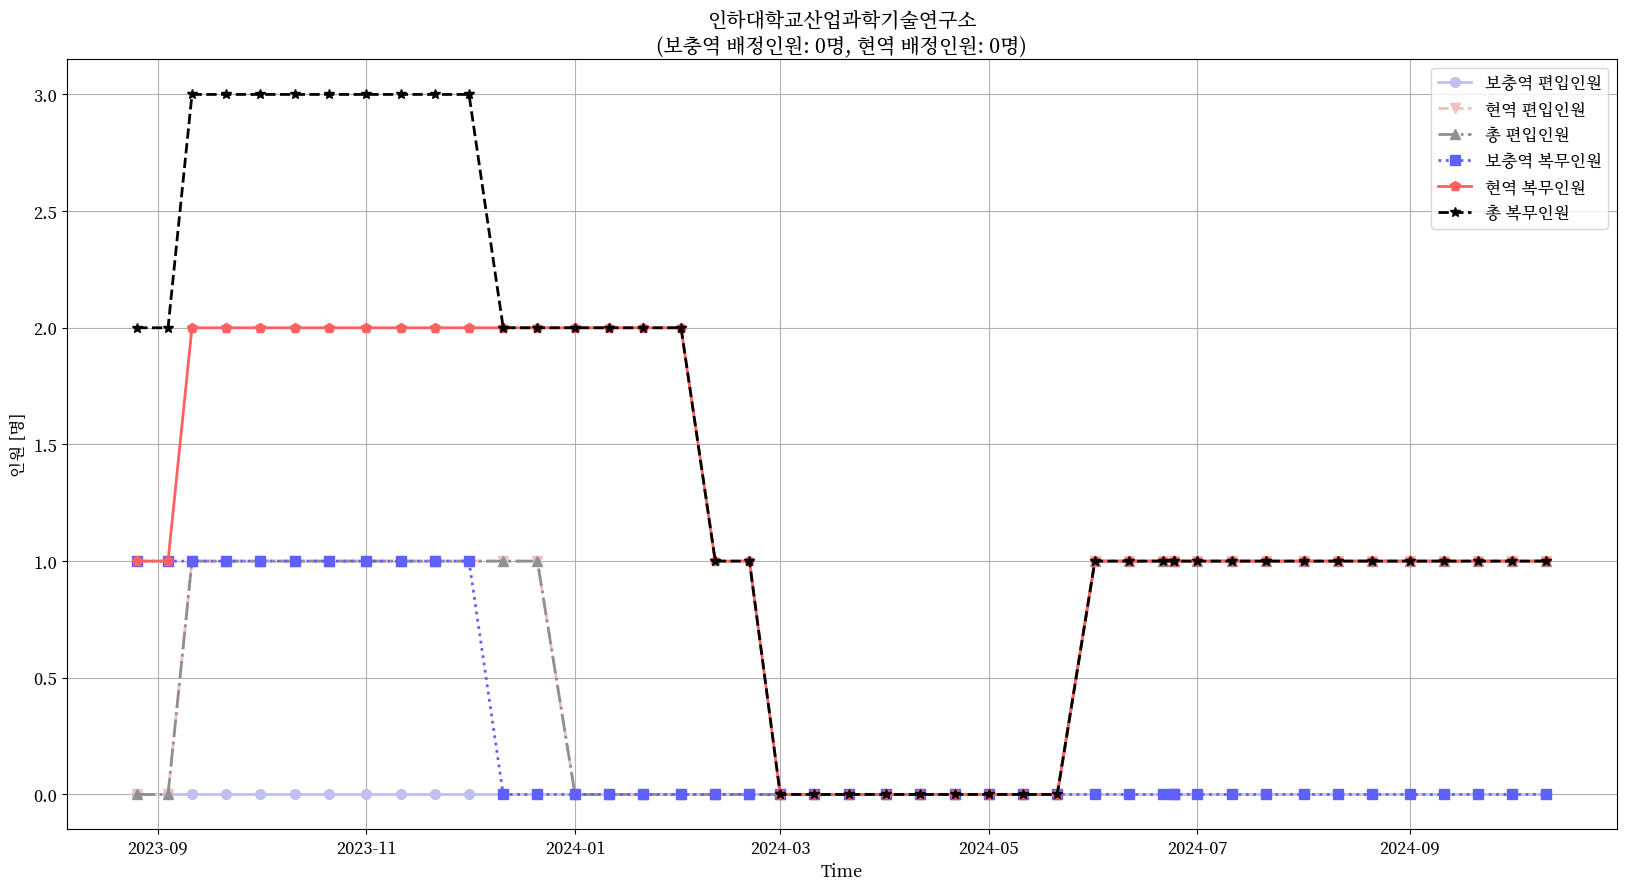 인하대학교산업과학기술연구소
(보충역 배정인원: 0명, 현역 배정인원: 0명)
보충역 편입인원
현역 편입인원
총 편입인원
보충역 복무인원
현역 복무인원
총 복무인원
인원 [명]
3.0
2.5
2.0
1.5
1.0
0.5
0.0
2023-09
2023-11
2024-01
2024-03
2024-05
2024-07
2024-09
Time